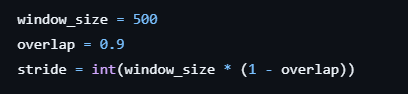 window_size = 500
overlap = 0.9
stride = int(window_size * (1 - overlap))